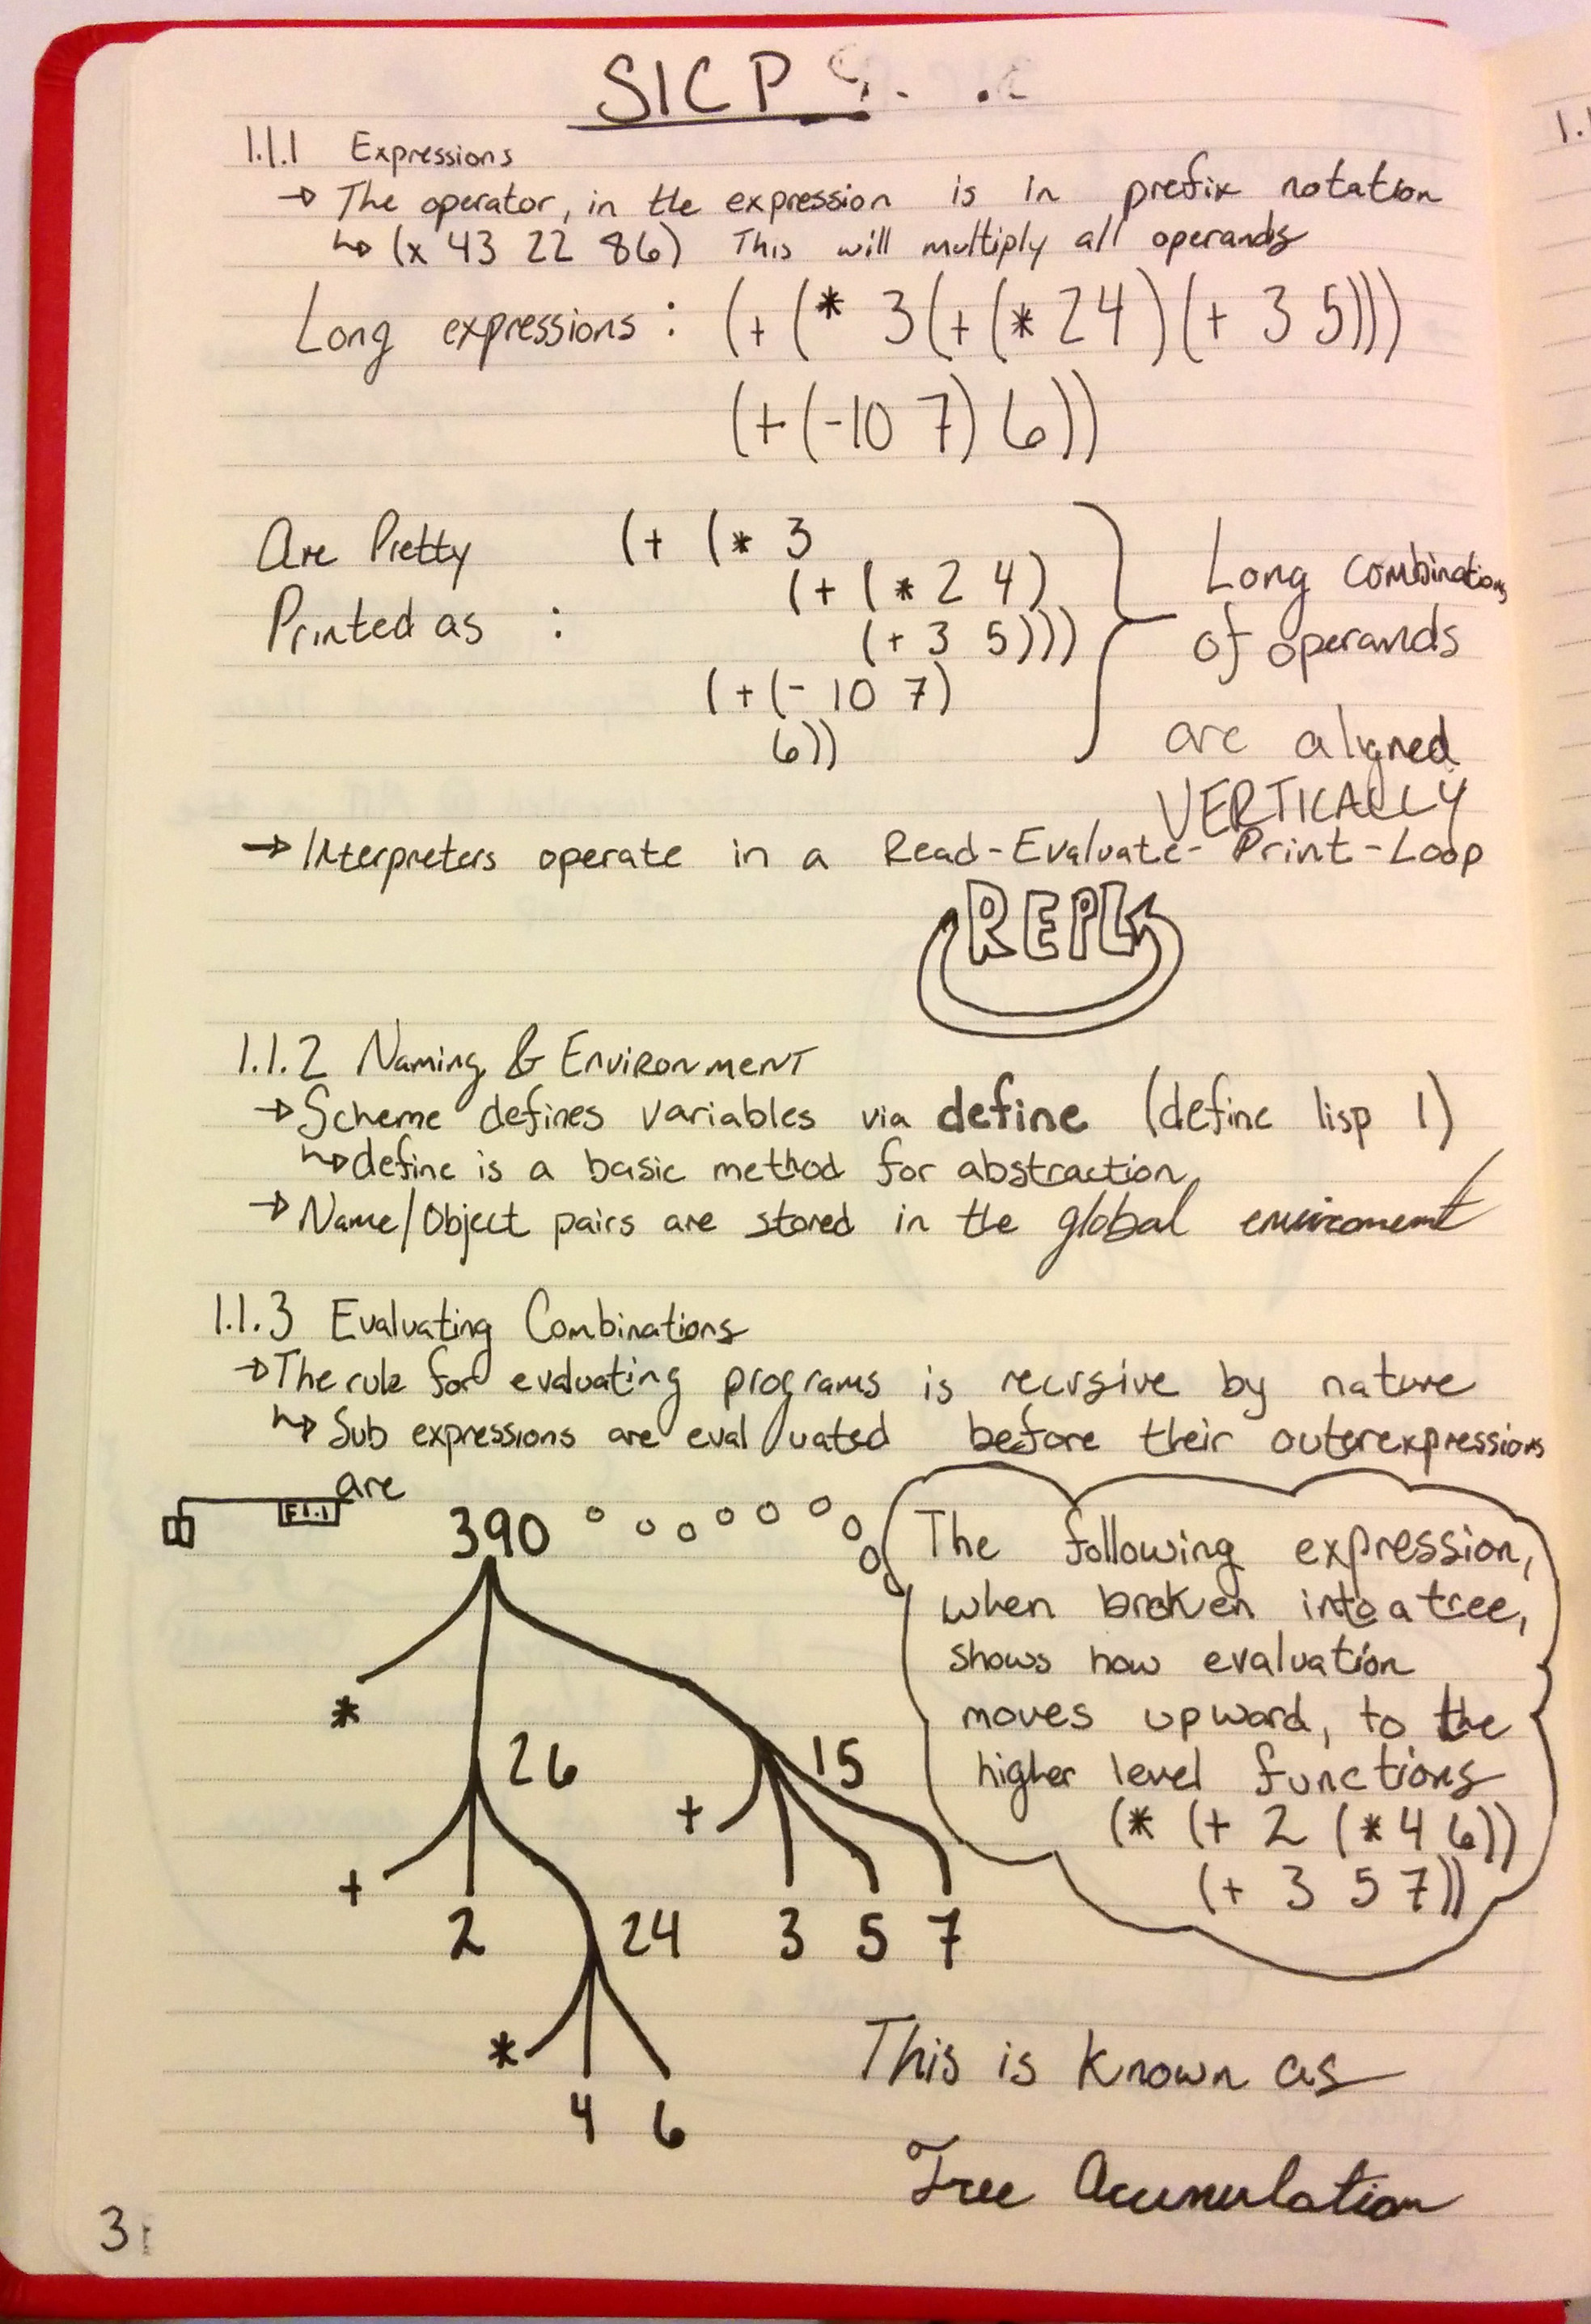 SICP
1.1.1 Expressions
→ The operator, in the expression is in prefix notation
↳ (x 43 22 86) This will multiply all operands
Long expressions : (+ (* 3 (+ (* 2 4) (+ 3 5)))
(+ (- 10 7) 6))
Are Pretty
Printed as :
(+ (* 3
(+ (* 2 4)
(+ 3 5)))
(+ (- 10 7)
6))
Long combinations
of operands
are aligned
VERTICALLY
→ Interpreters operate in a Read-Evaluate-Print-Loop
REPL
1.1.2 Naming & Environment
→ Scheme defines variables via define (define lisp 1)
↳ define is a basic method for abstraction
→ Name/Object pairs are stored in the global enviroment
1.1.3 Evaluating Combinations
→ The rule for evaluating programs is recursive by nature
↳ Sub expressions are evaluated before their outerexpressions
are
F1.1
390
The following expression,
when broken into a tree,
shows how evaluation
moves upward, to the
higher level functions
(* (+ 2 (* 4 6))
(+ 3 5 7))
*
26
+ 15
+
2 24 3 5 7
*
4 6
This is known as
Tree Accumulation
3
1.1